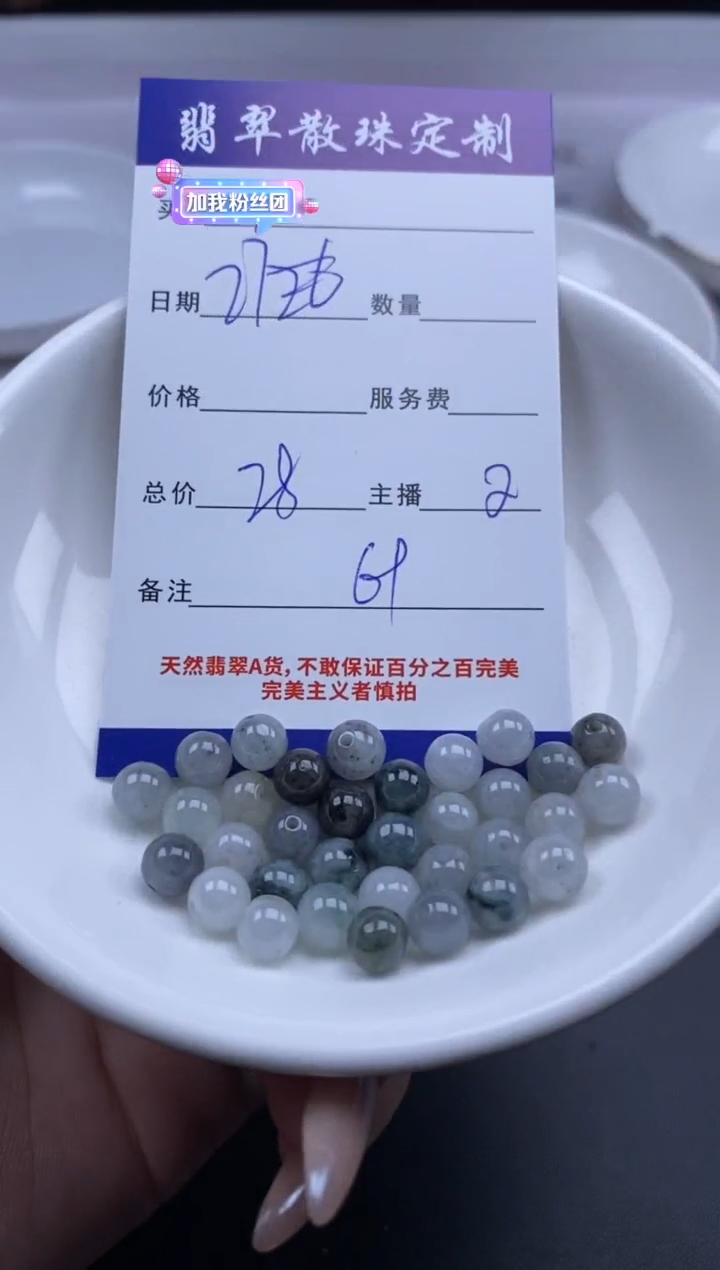 翡翠散珠定制
加我粉丝团
日期 数量
价格 服务费
总价 28 主播 2
备注
天然翡翠A货,不敢保证百分之百完美
完美主义者慎拍